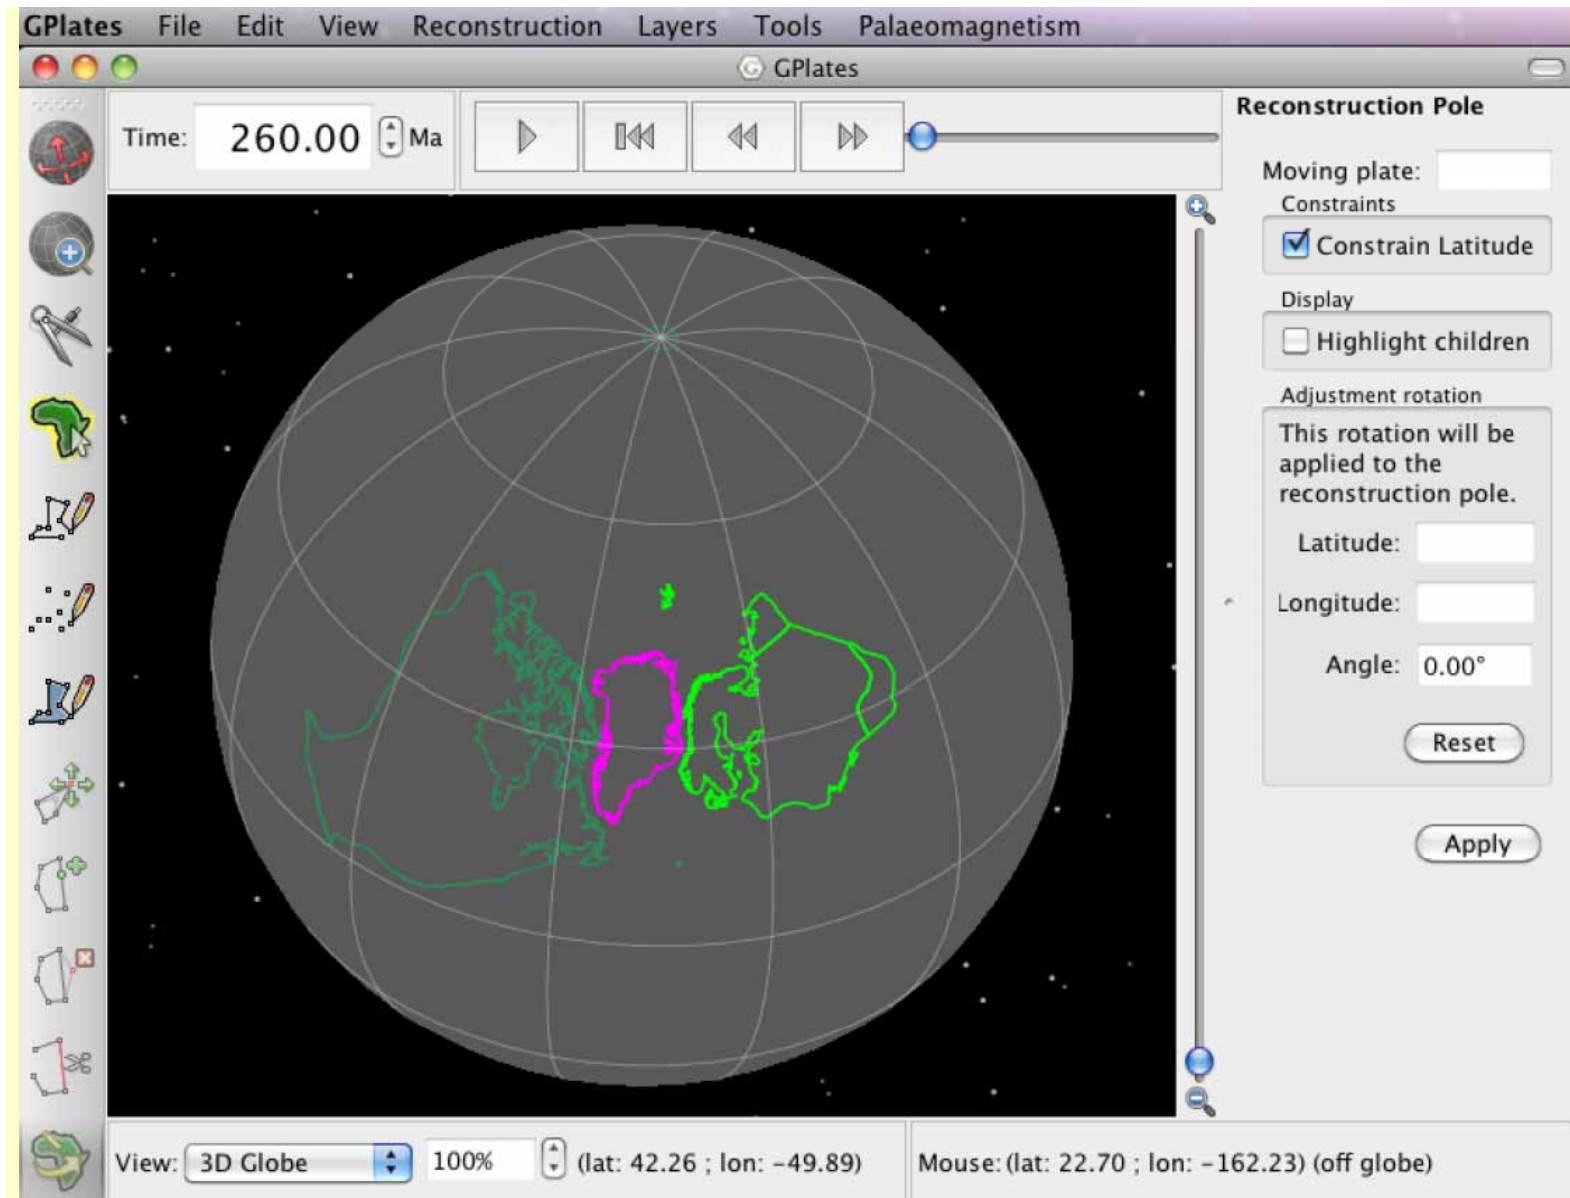 GPlates File Edit View Reconstruction Layers Tools Palaeomagnetism
GPlates
Time: 260.00 Ma
Reconstruction Pole
Moving plate:
Constraints
Constrain Latitude
Display
Highlight children
Adjustment rotation
This rotation will be
applied to the
reconstruction pole.
Latitude:
Longitude:
Angle: 0.00°
Reset
Apply
View: 3D Globe 100% (lat: 42.26 ; lon: -49.89) Mouse: (lat: 22.70 ; lon: -162.23) (off globe)